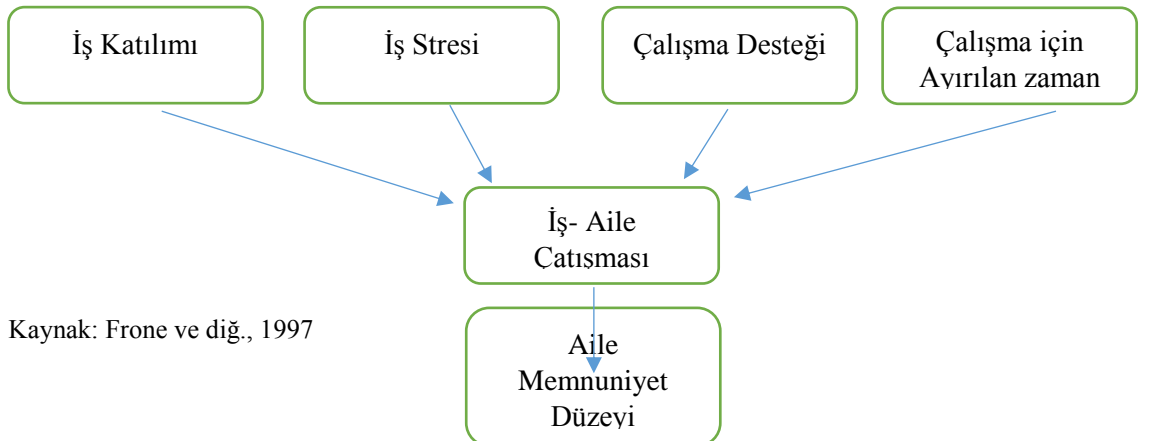 İş Katılımı
İş Stresi
Çalışma Desteği
Çalışma için
Ayırılan zaman
İş- Aile
Çatışması
Kaynak: Frone ve diğ., 1997
Aile
Memnuniyet
Düzeyi